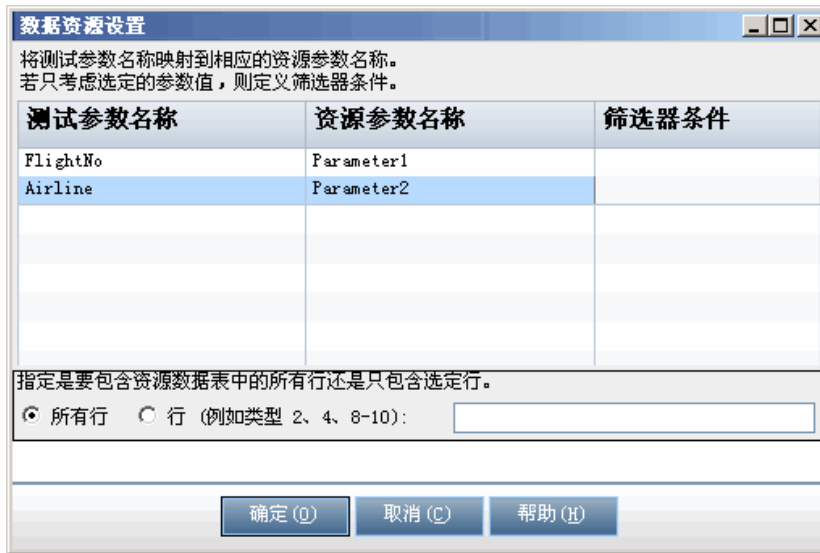 数据资源设置
将测试参数名称映射到相应的资源参数名称。
若只考虑选定的参数值，则定义筛选器条件。
测试参数名称 资源参数名称 筛选器条件
FlightNo Parameter1
Airline Parameter2
指定是要包含资源数据表中的所有行还是只包含选定行。
所有行 行 (例如类型 2、4、8-10):
确定(O) 取消(C) 帮助(H)